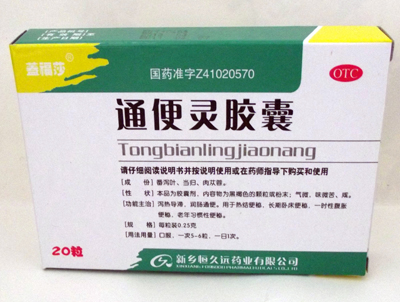 国药准字Z41020570
OTC
通便灵胶囊
Tongbianlingjiaonang
请仔细阅读说明书并按说明使用或在药师指导下购买和使用
[成 份] 番泻叶、当归、肉苁蓉。
[性 状] 本品为胶囊剂,内容物为黑褐色的颗粒或粉末;气微,味微苦、咸。
[功能主治] 泻热导滞,润肠通便。用于热结便秘,长期卧床便秘,一时性腹胀
便秘,老年习惯性便秘。
[规 格] 每粒装0.25克
[用法用量] 口服,一次5-6粒,一日1次。
20粒
新乡恒久远药业有限公司